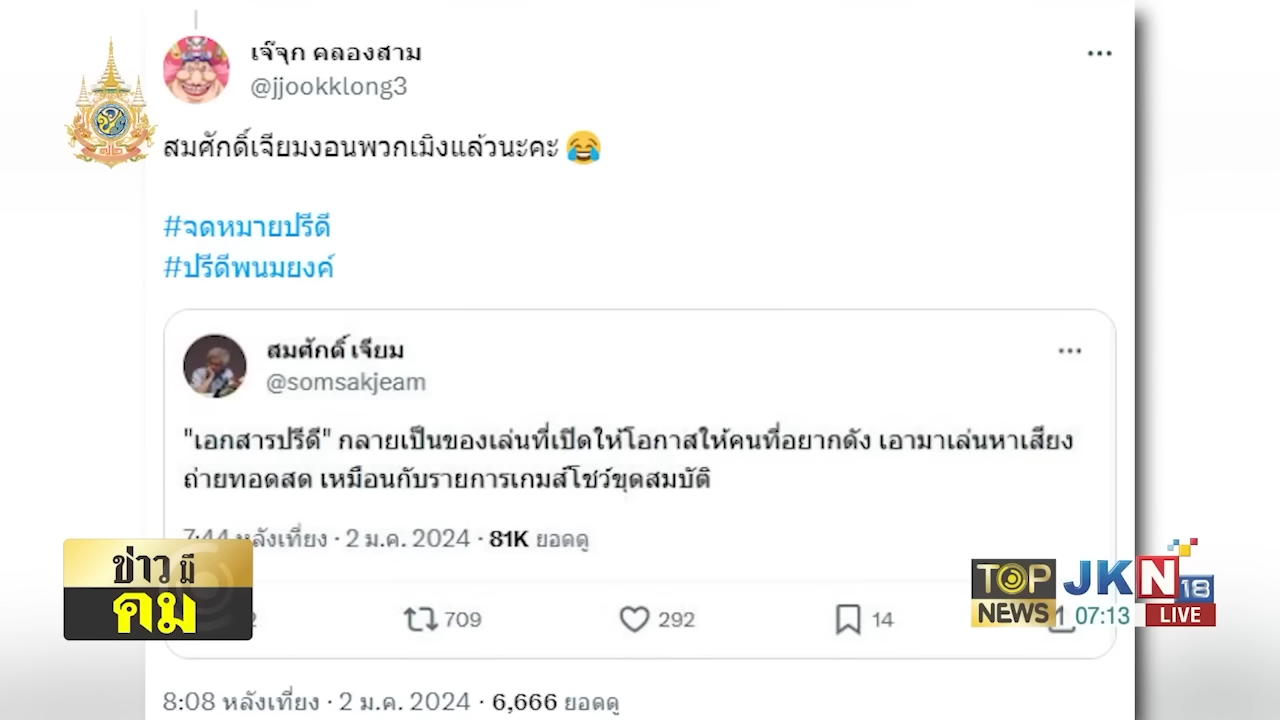 เจ๊จุก คลองสาม
@jjookklong3
สมศักดิ์เจียมงอนพวกเมิงแล้วนะคะ 😂
#จดหมายปรีดี
#ปรีดีพนมยงค์
สมศักดิ์ เจียม
@somsakjeam
"เอกสารปรีดี" กลายเป็นของเล่นที่เปิดให้โอกาสให้คนที่อยากดัง เอามาเล่นหาเสียง
ถ่ายทอดสด เหมือนกับรายการเกมส์โชว์ขุดสมบัติ
7:44 หลังเที่ยง · 2 ม.ค. 2024 · 81K ยอดดู
709 292 14
8:08 หลังเที่ยง · 2 ม.ค. 2024 · 6,666 ยอดดู
ข่าวมี
คม
TOP
NEWS
JKN
18
07:13
LIVE